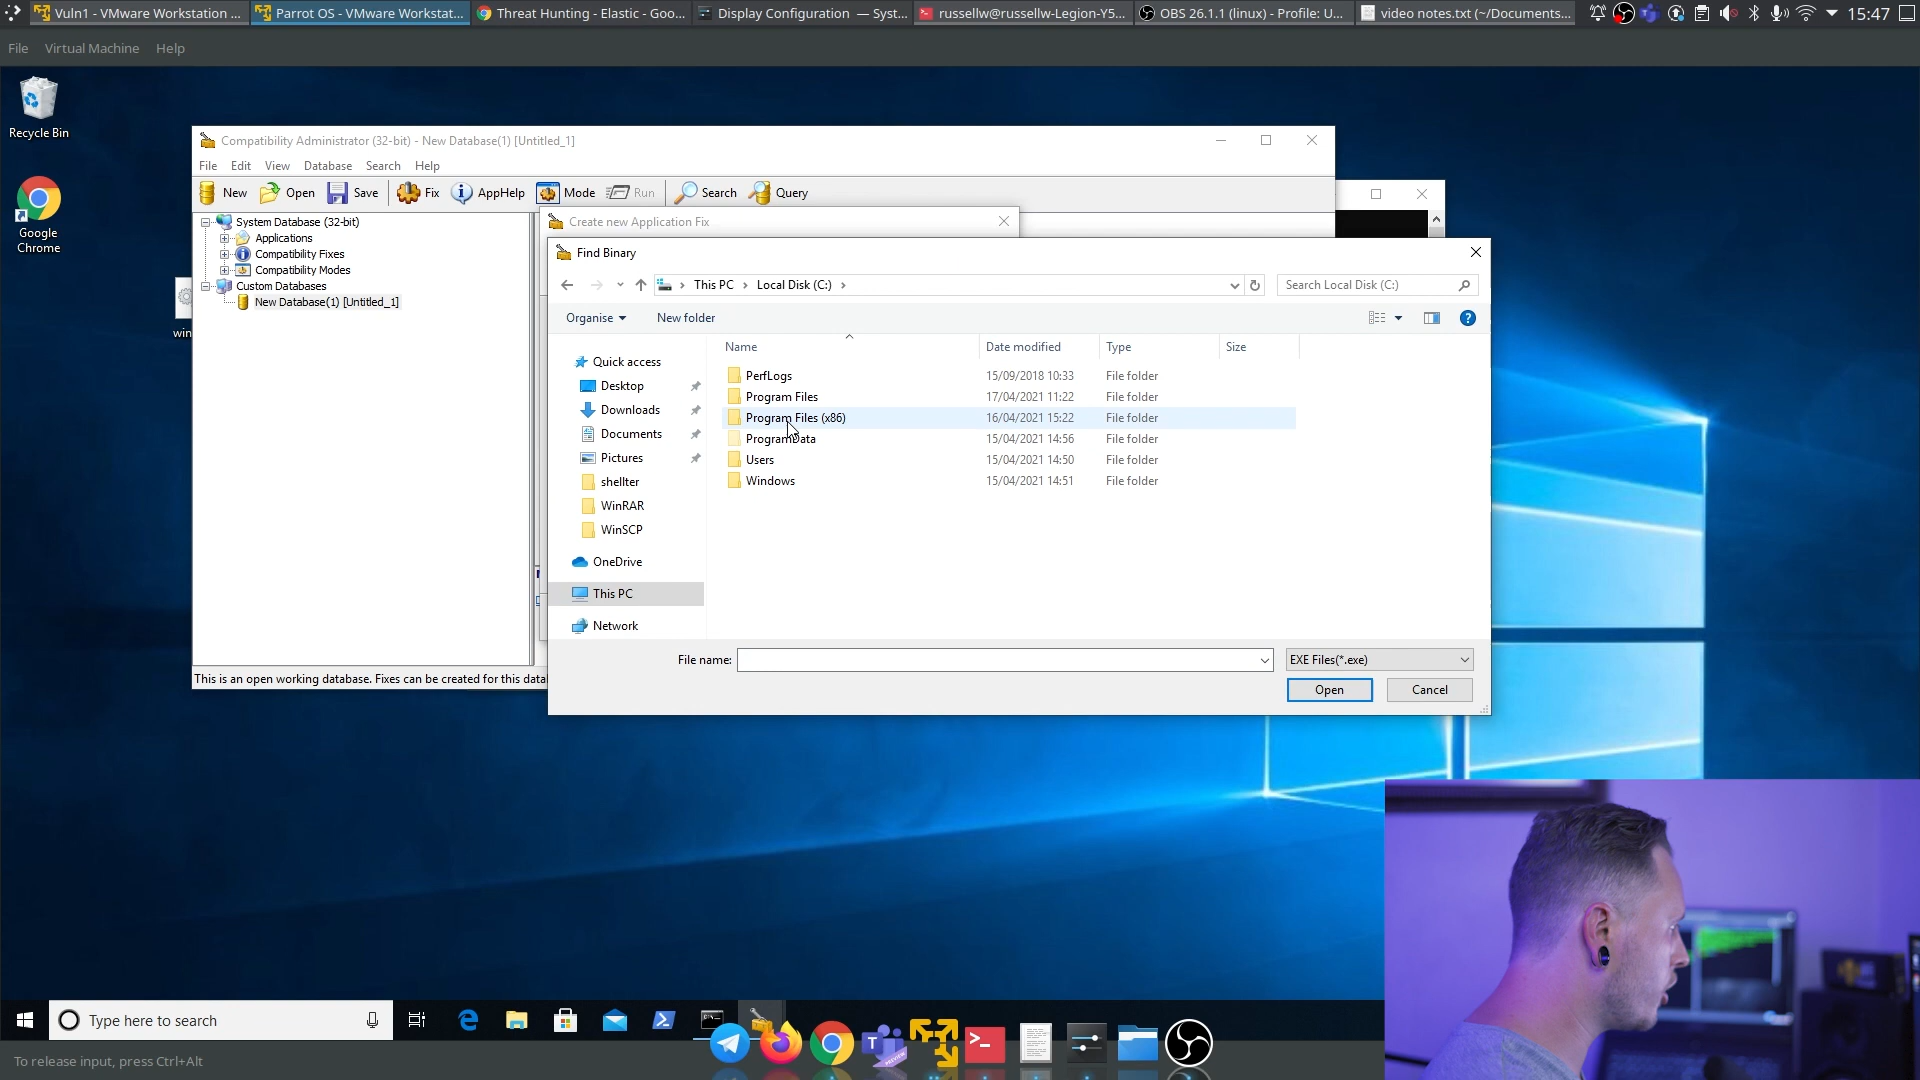 Vuln1 - VMware Workstation ...
Parrot OS - VMware Workstat...
Threat Hunting - Elastic - Goo...
Display Configuration — Syst...
russellw@russellw-Legion-Y5...
OBS 26.1.1 (linux) - Profile: U...
video notes.txt (~/Documents...
15:47
File Virtual Machine Help
Recycle Bin
Google
Chrome
win
Compatibility Administrator (32-bit) - New Database(1) [Untitled_1]
File Edit View Database Search Help
New Open Save Fix AppHelp Mode Run Search Query
System Database (32-bit)
Applications
Compatibility Fixes
Compatibility Modes
Custom Databases
New Database(1) [Untitled_1]
This is an open working database. Fixes can be created for this datal
Create new Application Fix
Find Binary
This PC Local Disk (C:)
Search Local Disk (C:)
Organise New folder
Quick access
Desktop
Downloads
Documents
Pictures
shellter
WinRAR
WinSCP
OneDrive
This PC
Network
Name Date modified Type Size
PerfLogs 15/09/2018 10:33 File folder
Program Files 17/04/2021 11:22 File folder
Program Files (x86) 16/04/2021 15:22 File folder
ProgramData 15/04/2021 14:56 File folder
Users 15/04/2021 14:50 File folder
Windows 15/04/2021 14:51 File folder
File name:
EXE Files(*.exe)
Open Cancel
Type here to search
PREVIEW
To release input, press Ctrl+Alt